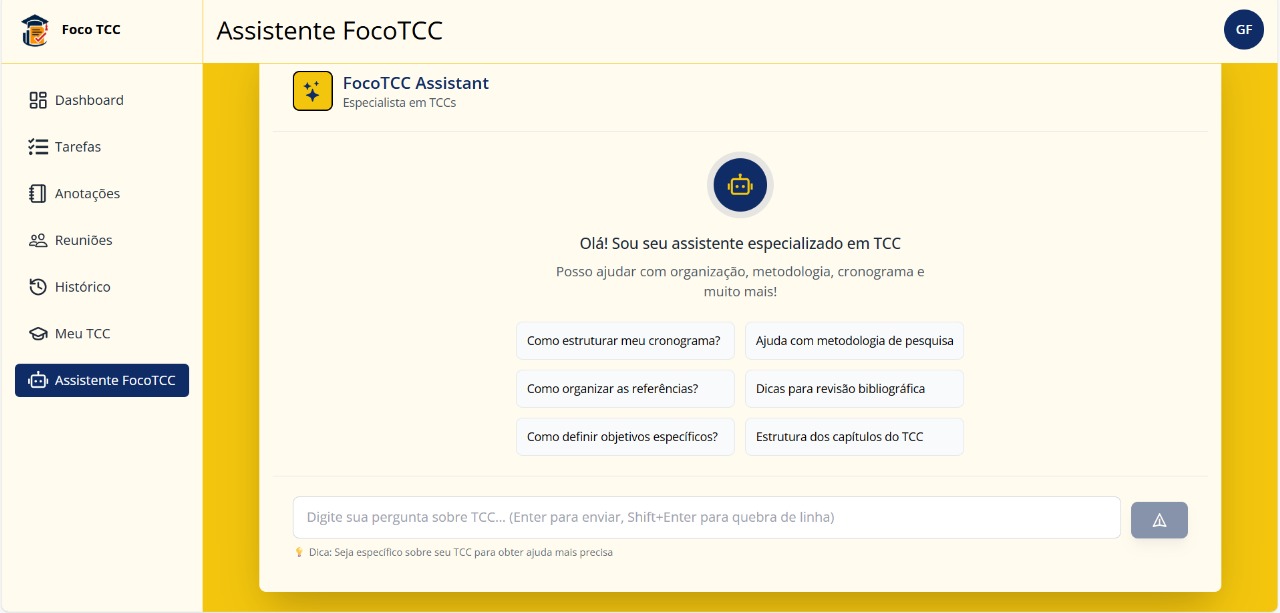 Foco TCC
Assistente FocoTCC
GF
Dashboard
Tarefas
Anotações
Reuniões
Histórico
Meu TCC
Assistente FocoTCC
FocoTCC Assistant
Especialista em TCCs
Olá! Sou seu assistente especializado em TCC
Posso ajudar com organização, metodologia, cronograma e
muito mais!
Como estruturar meu cronograma?
Ajuda com metodologia de pesquisa
Como organizar as referências?
Dicas para revisão bibliográfica
Como definir objetivos específicos?
Estrutura dos capítulos do TCC
Digite sua pergunta sobre TCC... (Enter para enviar, Shift+Enter para quebra de linha)
Dica: Seja específico sobre seu TCC para obter ajuda mais precisa